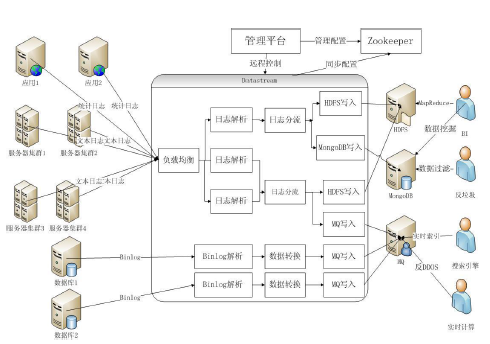 管理平台
管理配置
Zookeeper
远程控制
同步配置
Datastream
应用1
应用2
统计日志
统计日志
服务器集群1
服务器集群2
文本日志
文本日志
服务器集群3
服务器集群4
文本日志
本日志
负载均衡
日志解析
日志分流
HDFS写入
日志解析
MongoDB写入
日志解析
日志分流
HDFS写入
MQ写入
数据库1
Binlog
Binlog解析
数据转换
MQ写入
数据库2
Binlog
Binlog解析
数据转换
MQ写入
HDFS
MapReduce
数据挖掘
BI
MongoDB
数据过滤
反垃圾
MQ
实时索引
搜索引擎
反DDOS
实时计算